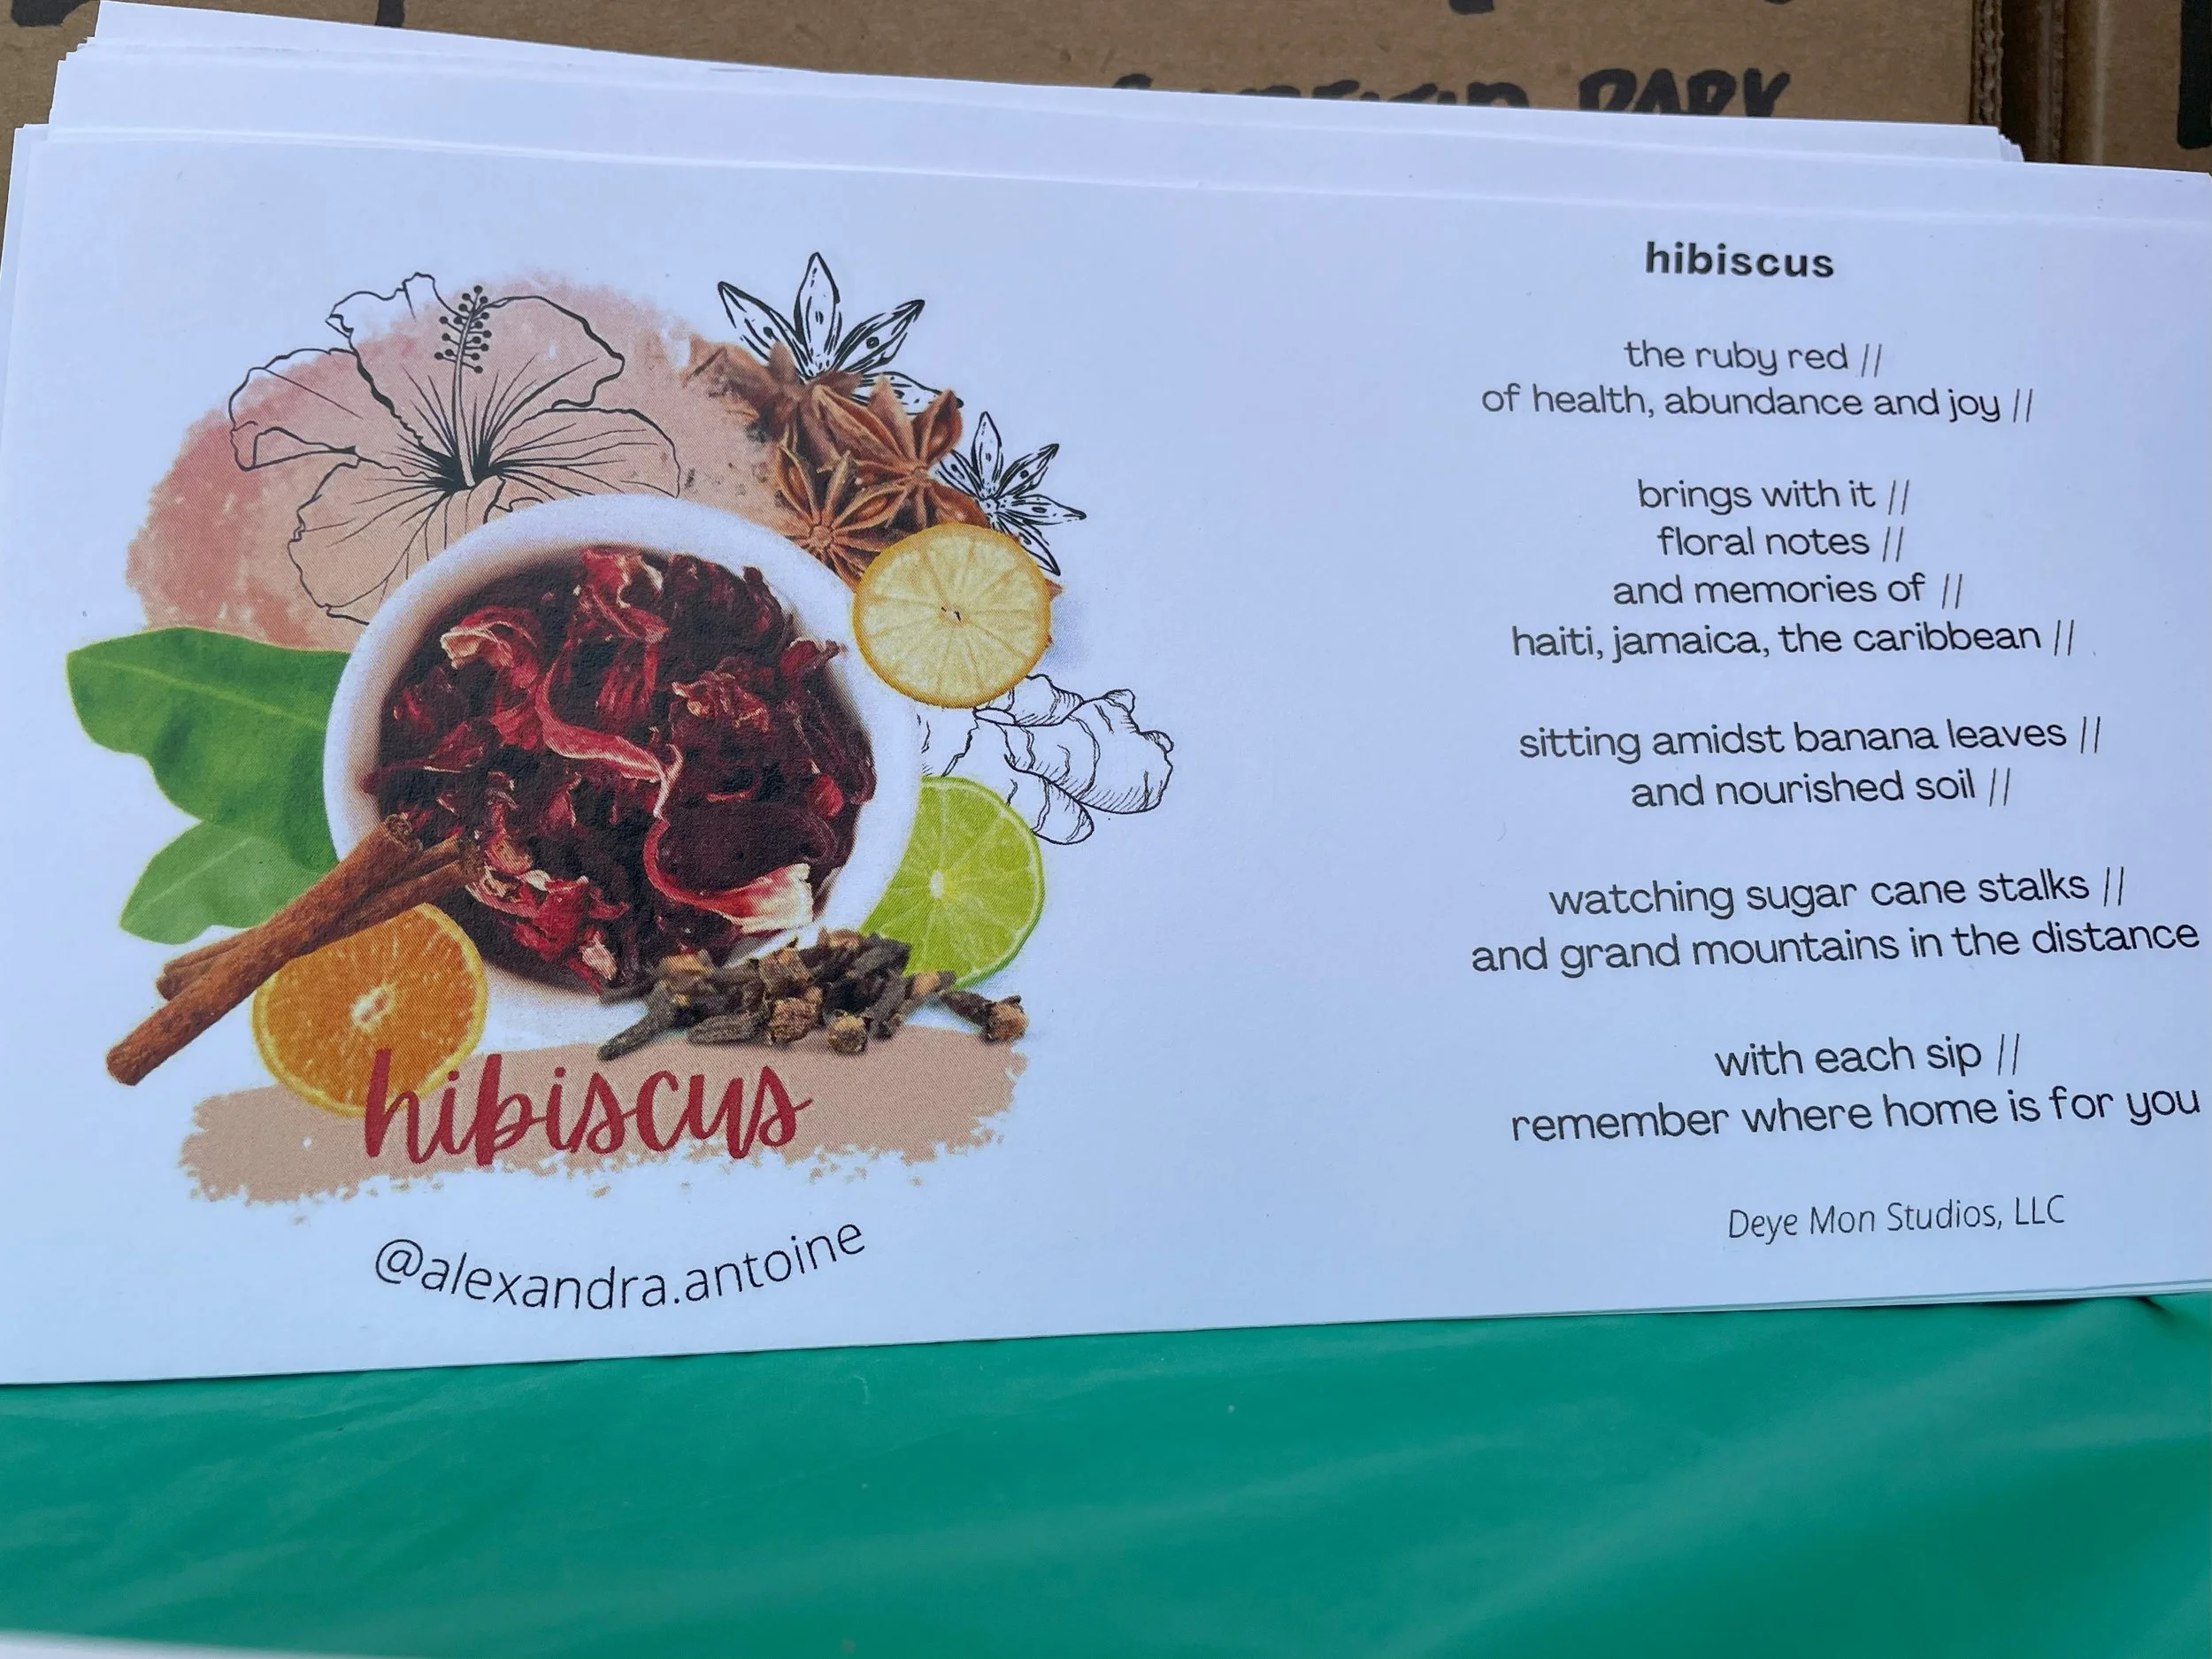 PARK
hibiscus
@alexandra.antoine
hibiscus
the ruby red //
of health, abundance and joy //
brings with it //
floral notes //
and memories of //
haiti, jamaica, the caribbean //
sitting amidst banana leaves //
and nourished soil //
watching sugar cane stalks //
and grand mountains in the distance
with each sip //
remember where home is for you
Deye Mon Studios, LLC